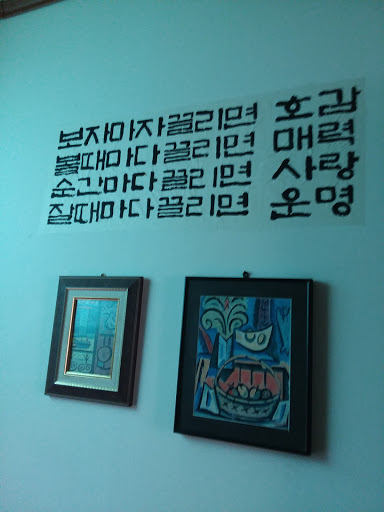 보자마자끌리면 호감
볼때마다끌리면 매력
순간마다끌리면 사랑
잘때마다끌리면 운명